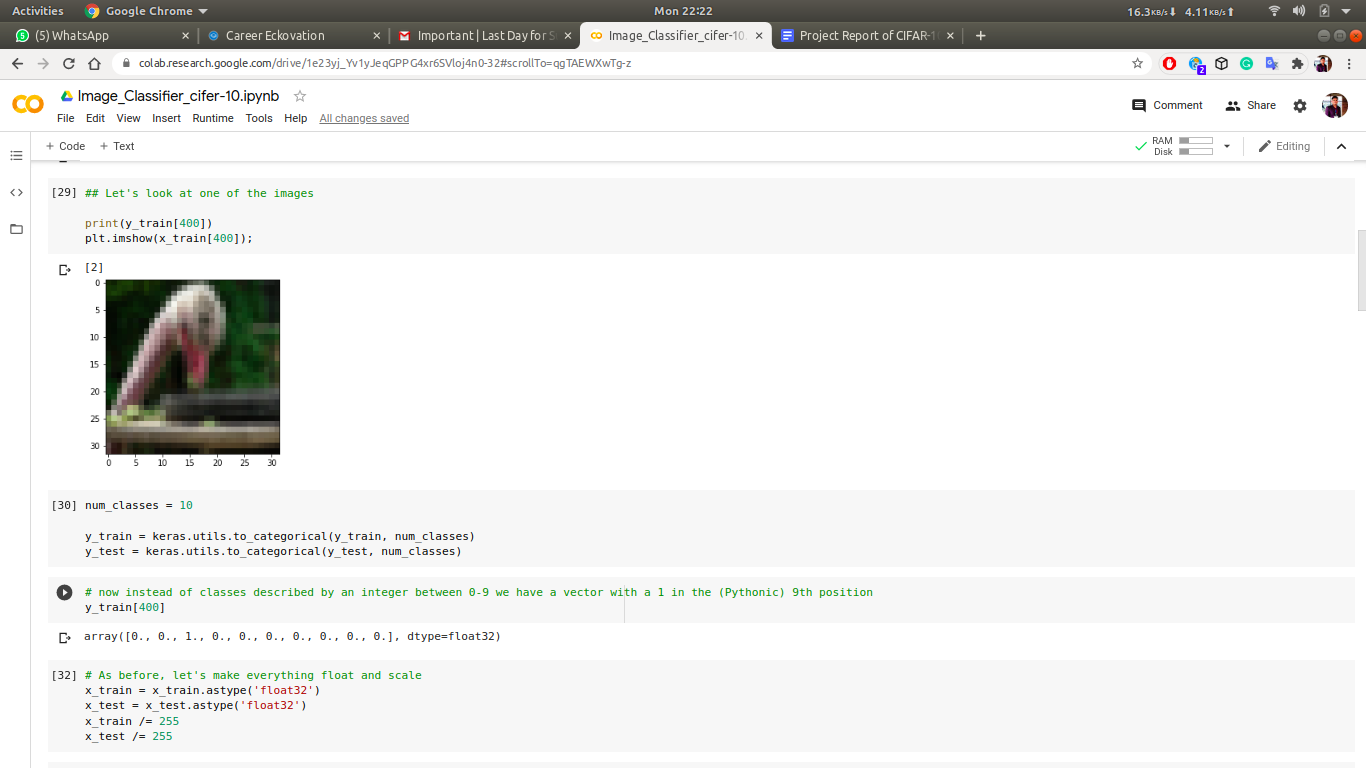 Activities Google Chrome Mon 22:22 16.3KB/s 4.11KB/s
(5) WhatsApp Career Eckovation Important | Last Day for S Image_Classifier_cifer-10. Project Report of CIFAR-1
colab.research.google.com/drive/1e23yj_Yv1yJeqGPPG4xr6SVloj4n0-32#scrollTo=qgTAEWXwTg-z 2
CO Image_Classifier_cifer-10.ipynb Comment Share
File Edit View Insert Runtime Tools Help All changes saved
+ Code + Text RAM Disk Editing
[29] ## Let's look at one of the images
print(y_train[400])
plt.imshow(x_train[400]);
[2]
0
5
10
15
20
25
30
0 5 10 15 20 25 30
[30] num_classes = 10
y_train = keras.utils.to_categorical(y_train, num_classes)
y_test = keras.utils.to_categorical(y_test, num_classes)
# now instead of classes described by an integer between 0-9 we have a vector with a 1 in the (Pythonic) 9th position
y_train[400]
array([0., 0., 1., 0., 0., 0., 0., 0., 0., 0.], dtype=float32)
[32] # As before, let's make everything float and scale
x_train = x_train.astype('float32')
x_test = x_test.astype('float32')
x_train /= 255
x_test /= 255